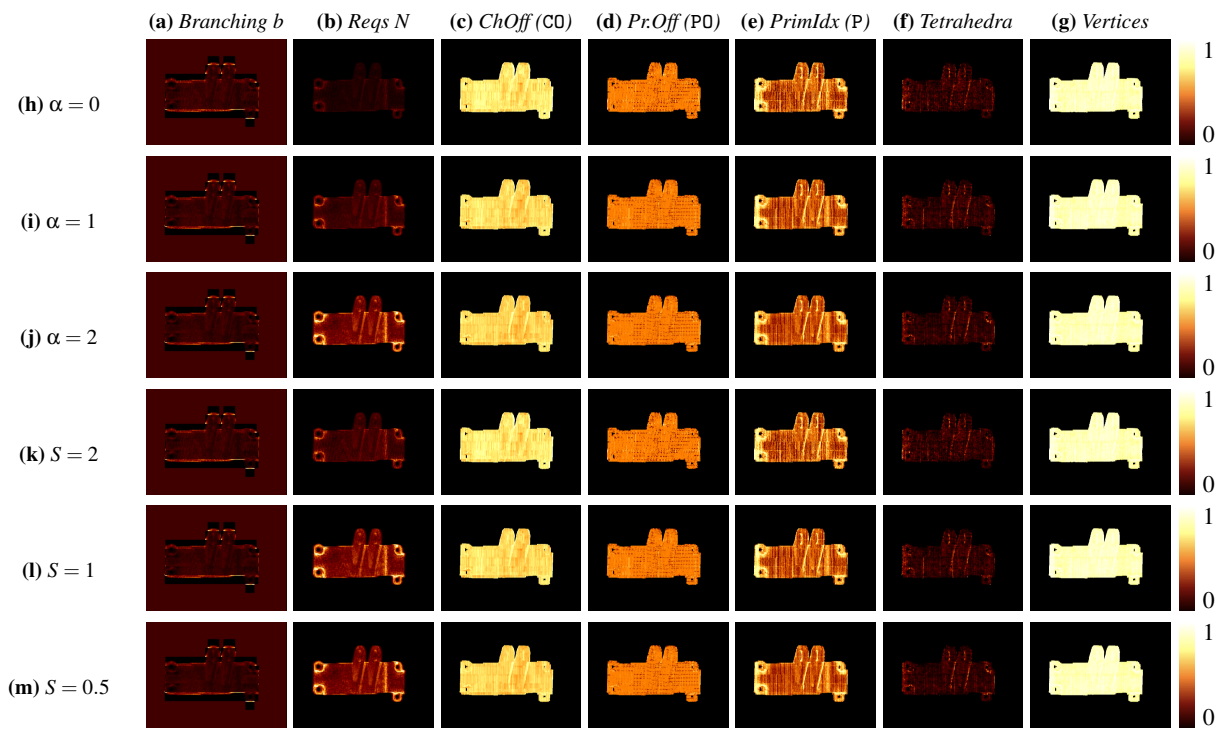 (a) Branching b (b) Reqs N (c) ChOff (CO) (d) Pr.Off (PO) (e) PrimIdx (P) (f) Tetrahedra (g) Vertices
1
(h) α = 0
0
1
(i) α = 1
0
1
(j) α = 2
0
1
(k) S = 2
0
1
(l) S = 1
0
1
(m) S = 0.5
0